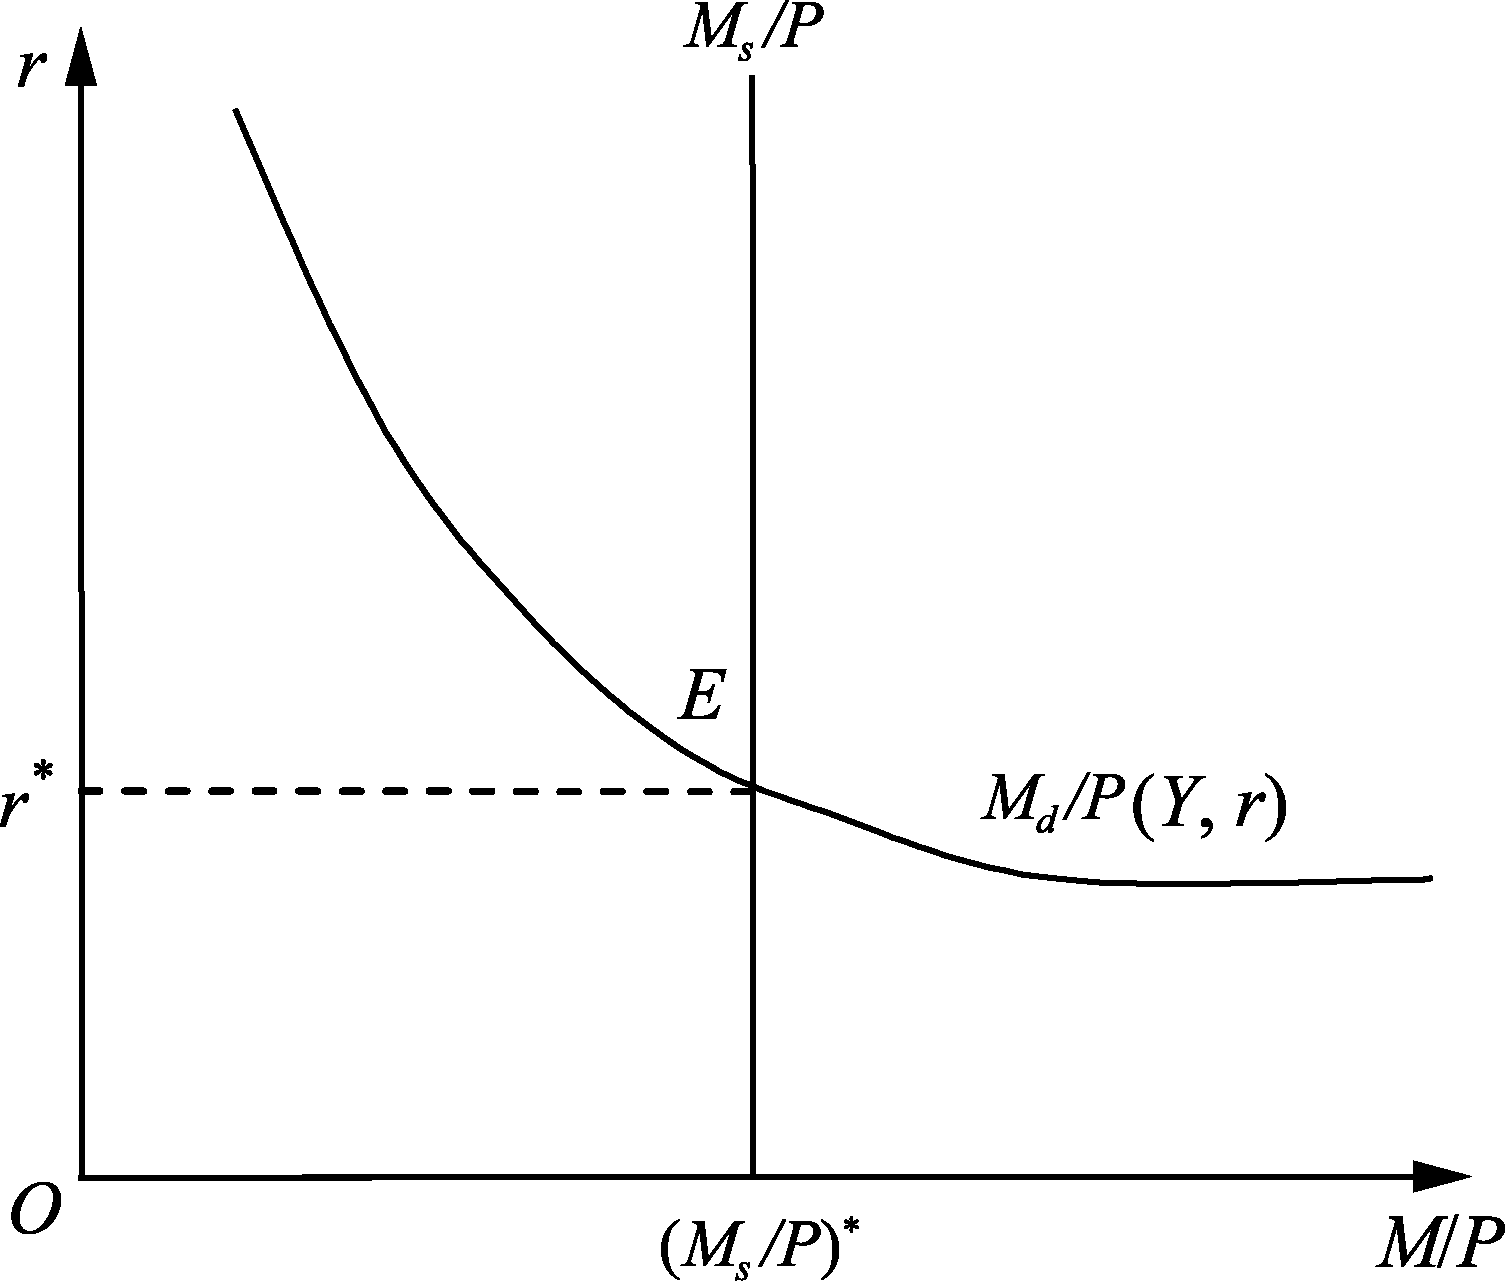 M_s/P
r
E
r*
M_d/P(Y, r)
O
(M_s/P)*
M/P